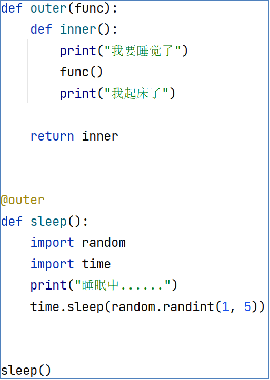 def outer(func):
    def inner():
        print("我要睡觉了")
        func()
        print("我起床了")

    return inner


@outer
def sleep():
    import random
    import time
    print("睡眠中......")
    time.sleep(random.randint(1, 5))


sleep()